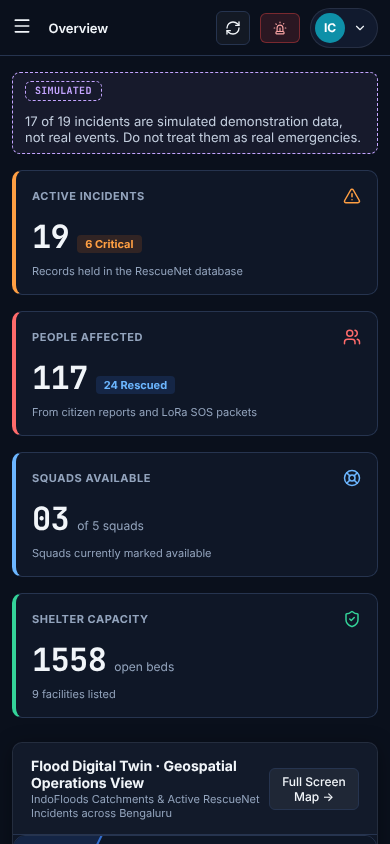 Overview
IC
SIMULATED
17 of 19 incidents are simulated demonstration data,
not real events. Do not treat them as real emergencies.
ACTIVE INCIDENTS
19 6 Critical
Records held in the RescueNet database
PEOPLE AFFECTED
117 24 Rescued
From citizen reports and LoRa SOS packets
SQUADS AVAILABLE
03 of 5 squads
Squads currently marked available
SHELTER CAPACITY
1558 open beds
9 facilities listed
Flood Digital Twin · Geospatial
Operations View
IndoFloods Catchments & Active RescueNet
Incidents across Bengaluru
Full Screen
Map →